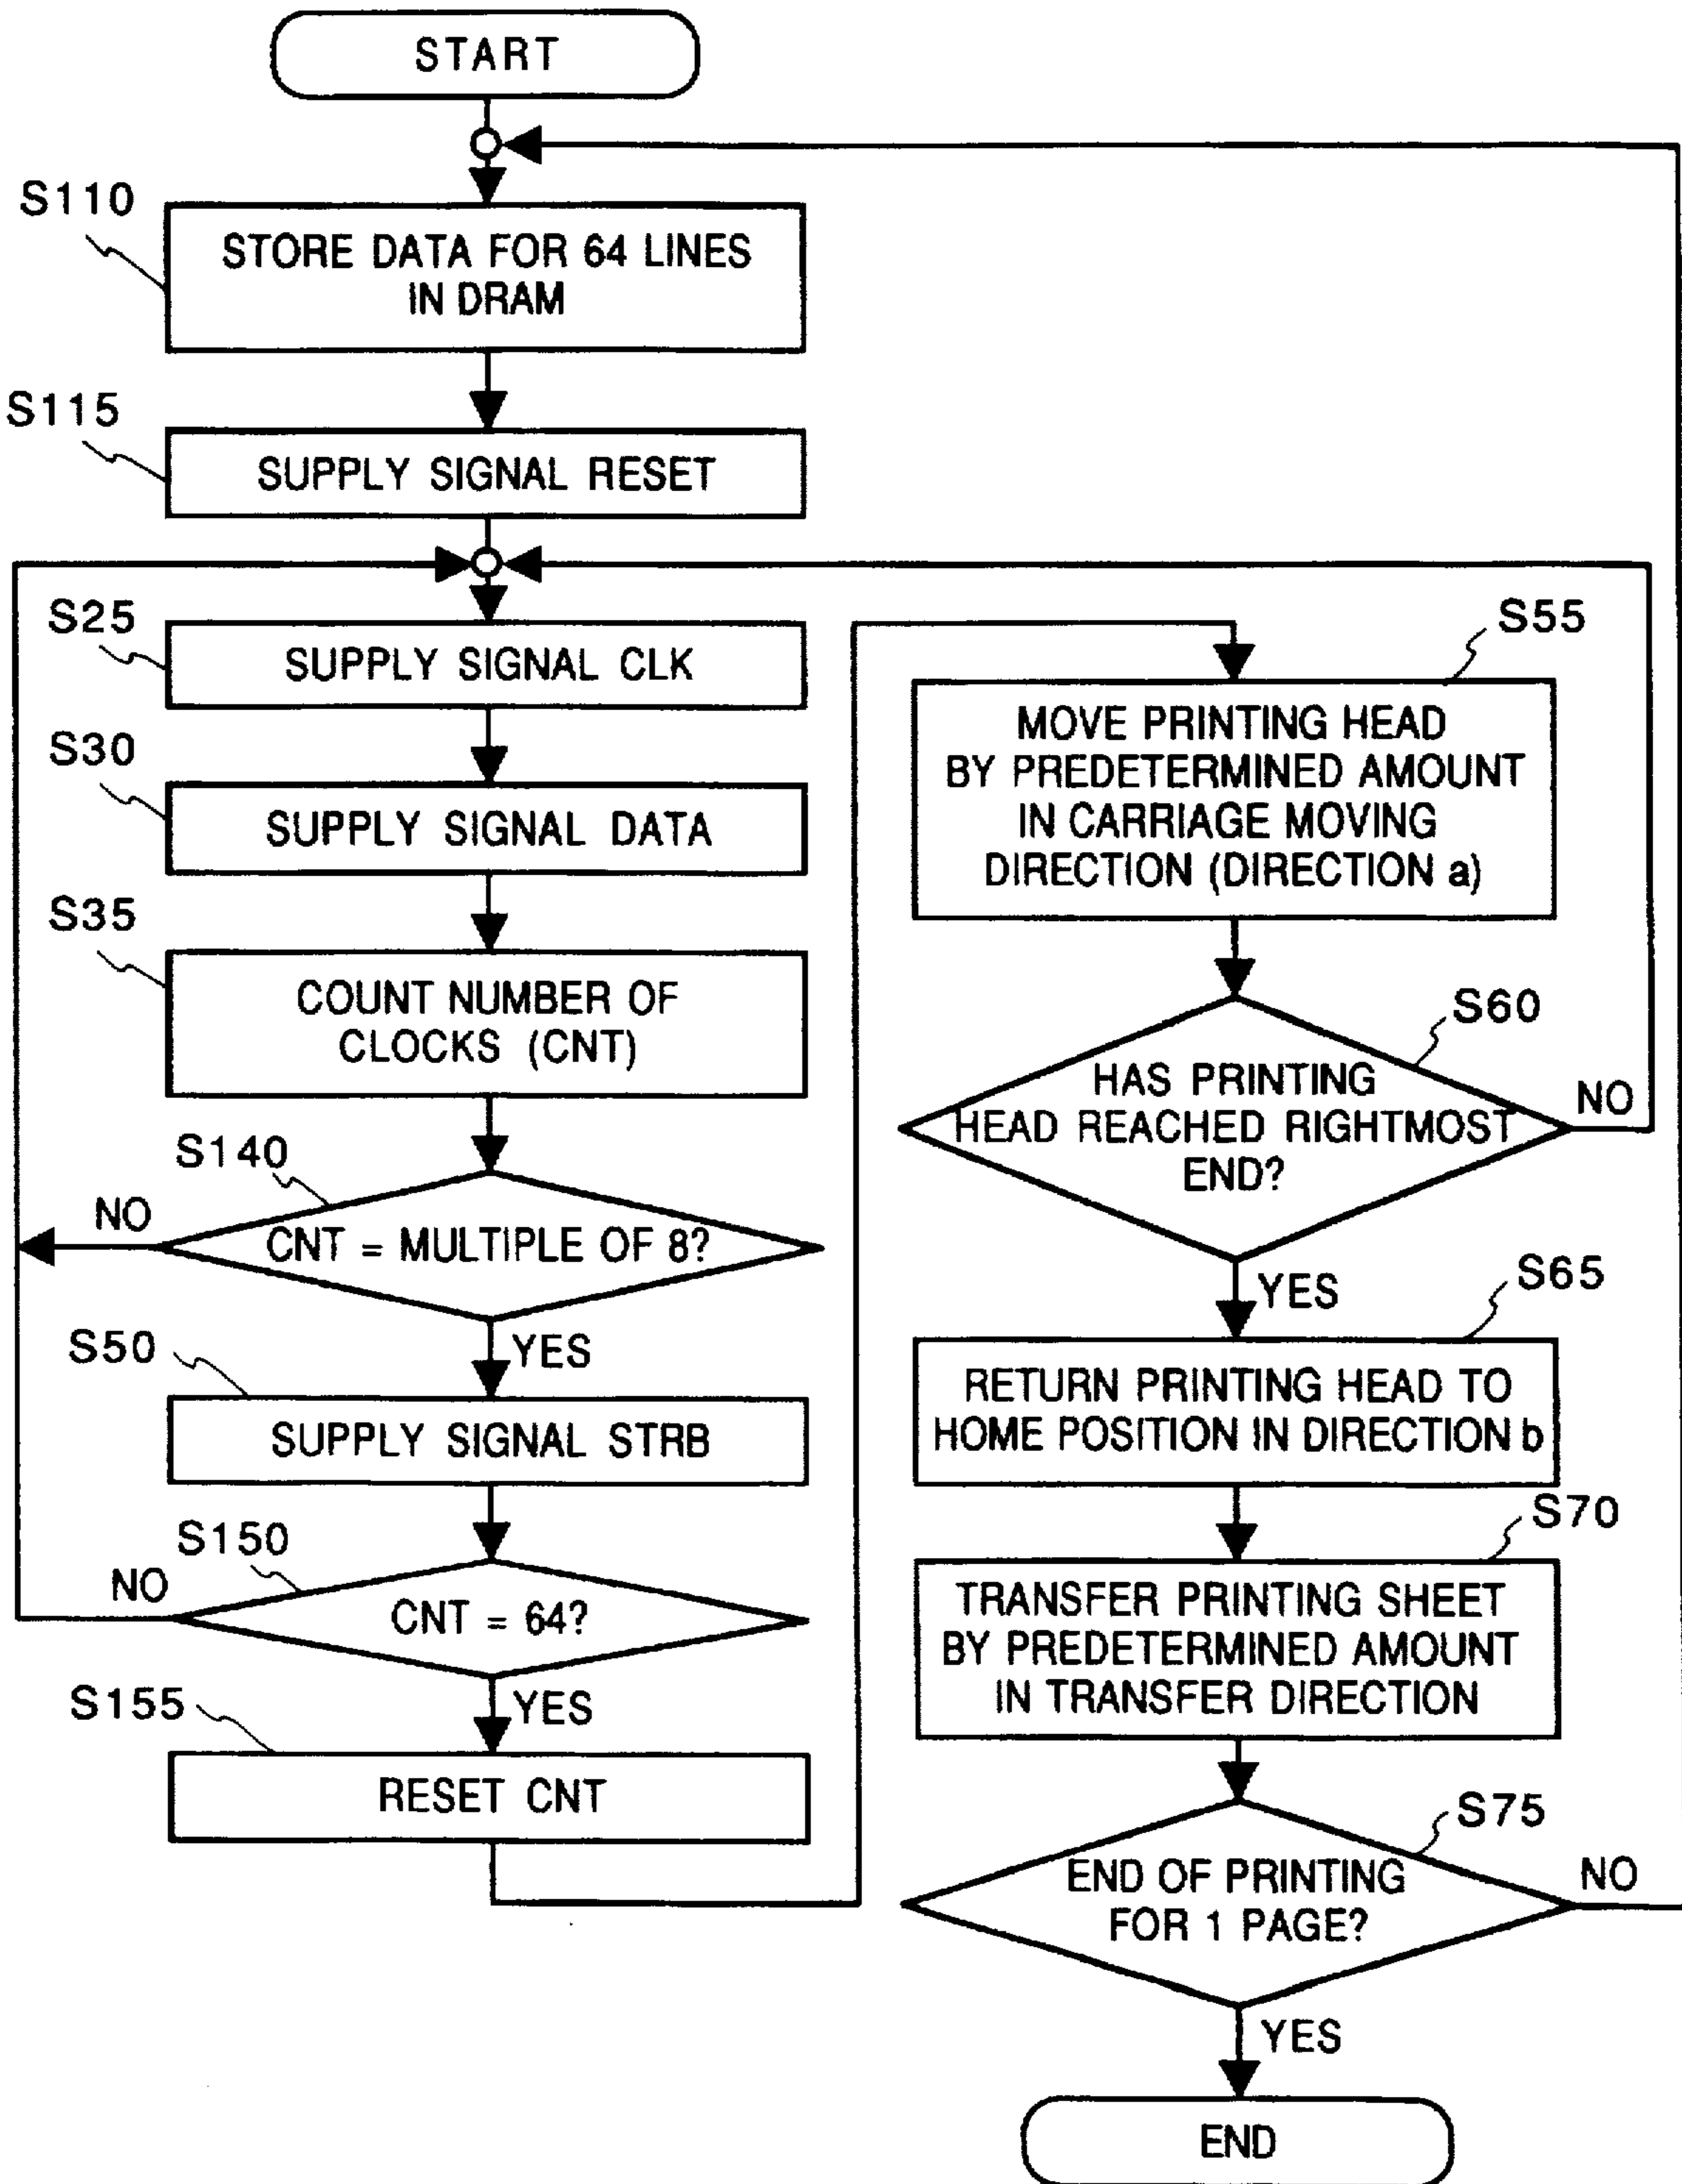 START
S110
STORE DATA FOR 64 LINES
IN DRAM
S115
SUPPLY SIGNAL RESET
S25
SUPPLY SIGNAL CLK
S30
SUPPLY SIGNAL DATA
S35
COUNT NUMBER OF
CLOCKS (CNT)
S140
NO
CNT = MULTIPLE OF 8?
YES
S50
SUPPLY SIGNAL STRB
S150
NO
CNT = 64?
YES
S155
RESET CNT
S55
MOVE PRINTING HEAD
BY PREDETERMINED AMOUNT
IN CARRIAGE MOVING
DIRECTION (DIRECTION a)
S60
HAS PRINTING
HEAD REACHED RIGHTMOST
END?
NO
YES
S65
RETURN PRINTING HEAD TO
HOME POSITION IN DIRECTION b
S70
TRANSFER PRINTING SHEET
BY PREDETERMINED AMOUNT
IN TRANSFER DIRECTION
S75
END OF PRINTING
FOR 1 PAGE?
NO
YES
END